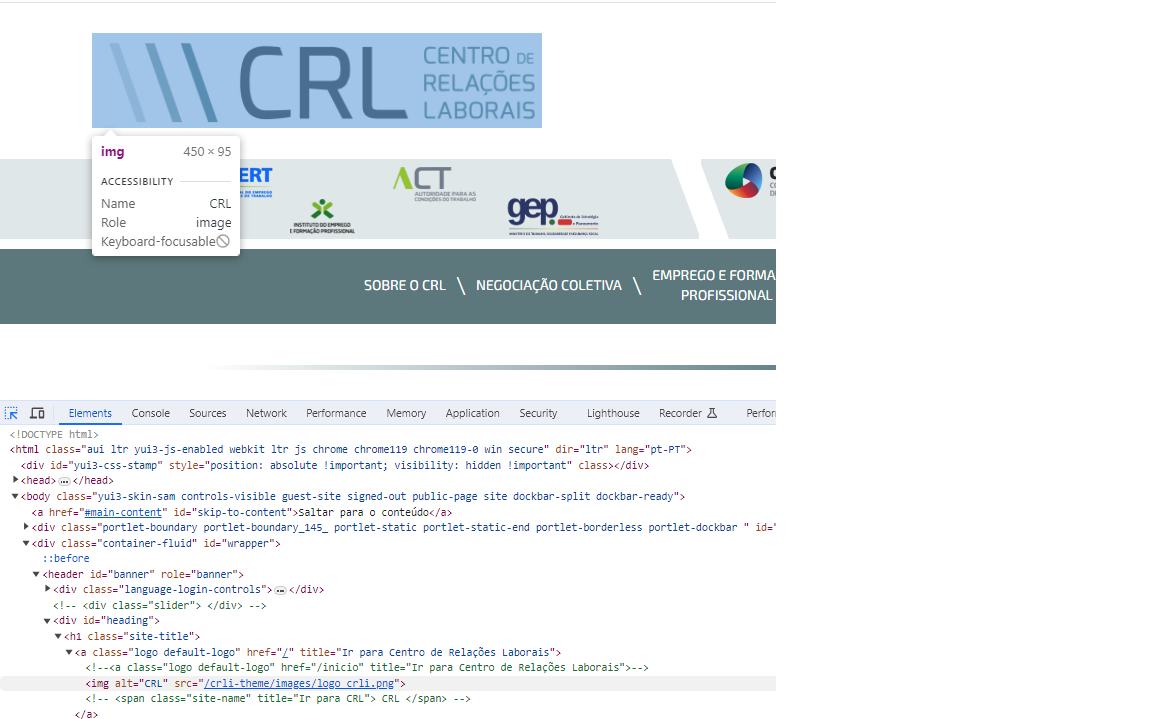 CRL
CENTRO DE
RELAÇÕES
LABORAIS
img 450 × 95
ACCESSIBILITY
Name CRL
Role image
Keyboard-focusable
ERT
ACT
AUTORIDADE PARA AS
CONDIÇÕES DO TRABALHO
INSTITUTO DO EMPREGO
E FORMAÇÃO PROFISSIONAL
gep
SOBRE O CRL \ NEGOCIAÇÃO COLETIVA \ EMPREGO E FORMA
PROFISSIONAL
Elements Console Sources Network Performance Memory Application Security Lighthouse Recorder Perfor
<!DOCTYPE html>
<html class="aui ltr yui3-js-enabled webkit ltr js chrome chrome119 chrome119-0 win secure" dir="ltr" lang="pt-PT">
<div id="yui3-css-stamp" style="position: absolute !important; visibility: hidden !important" class></div>
<head>…</head>
<body class="yui3-skin-sam controls-visible guest-site signed-out public-page site dockbar-split dockbar-ready">
<a href="#main-content" id="skip-to-content">Saltar para o conteúdo</a>
<div class="portlet-boundary portlet-boundary_145_ portlet-static portlet-static-end portlet-borderless portlet-dockbar " id="
<div class="container-fluid" id="wrapper">
::before
<header id="banner" role="banner">
<div class="language-login-controls">…</div>
<!-- <div class="slider"> </div> -->
<div id="heading">
<h1 class="site-title">
<a class="logo default-logo" href="/" title="Ir para Centro de Relações Laborais">
<!--<a class="logo default-logo" href="/inicio" title="Ir para Centro de Relações Laborais">-->
<img alt="CRL" src="/crli-theme/images/logo_crli.png">
<!-- <span class="site-name" title="Ir para CRL"> CRL </span> -->
</a>